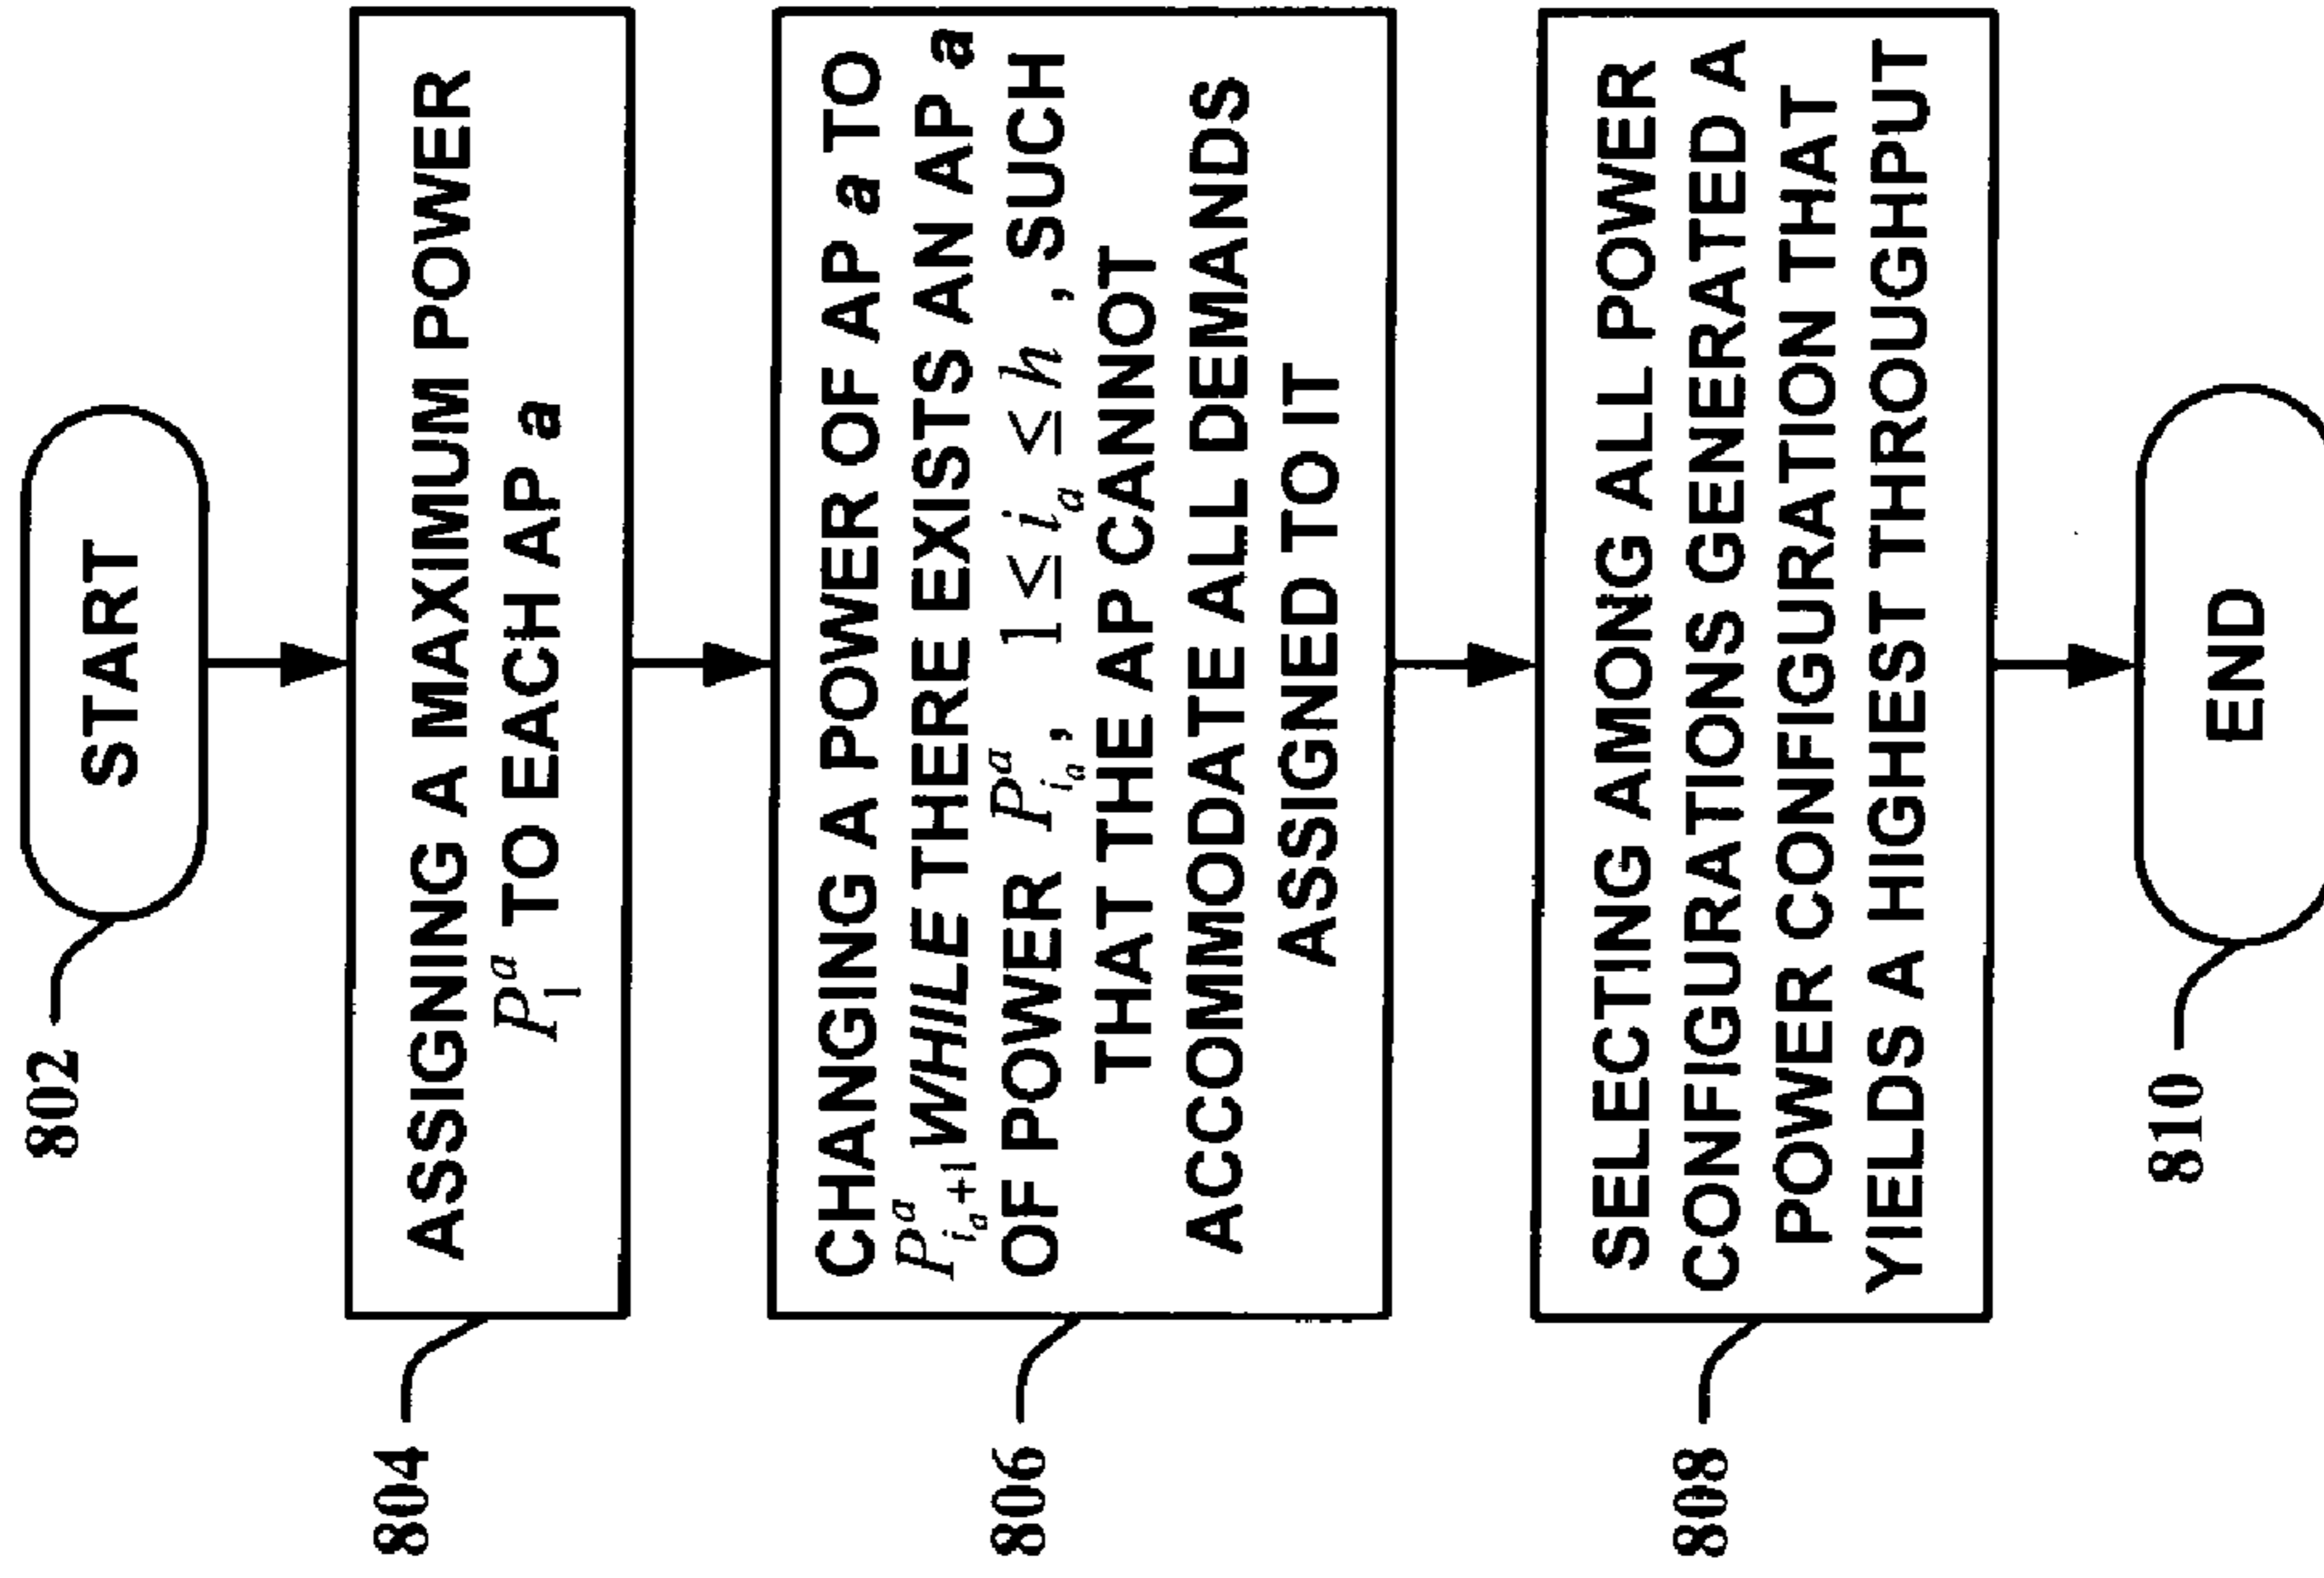 802
START
804
ASSIGNING A MAXIMUM POWER
P_1^a TO EACH AP a
806
CHANGING A POWER OF AP a TO
P_{i_a+1}^a WHILE THERE EXISTS AN AP a
OF POWER P_{i_a}^a, 1 ≤ i_a ≤ h, SUCH
THAT THE AP CANNOT
ACCOMMODATE ALL DEMANDS
ASSIGNED TO IT
808
SELECTING AMONG ALL POWER
CONFIGURATIONS GENERATED A
POWER CONFIGURATION THAT
YIELDS A HIGHEST THROUGHPUT
810
END